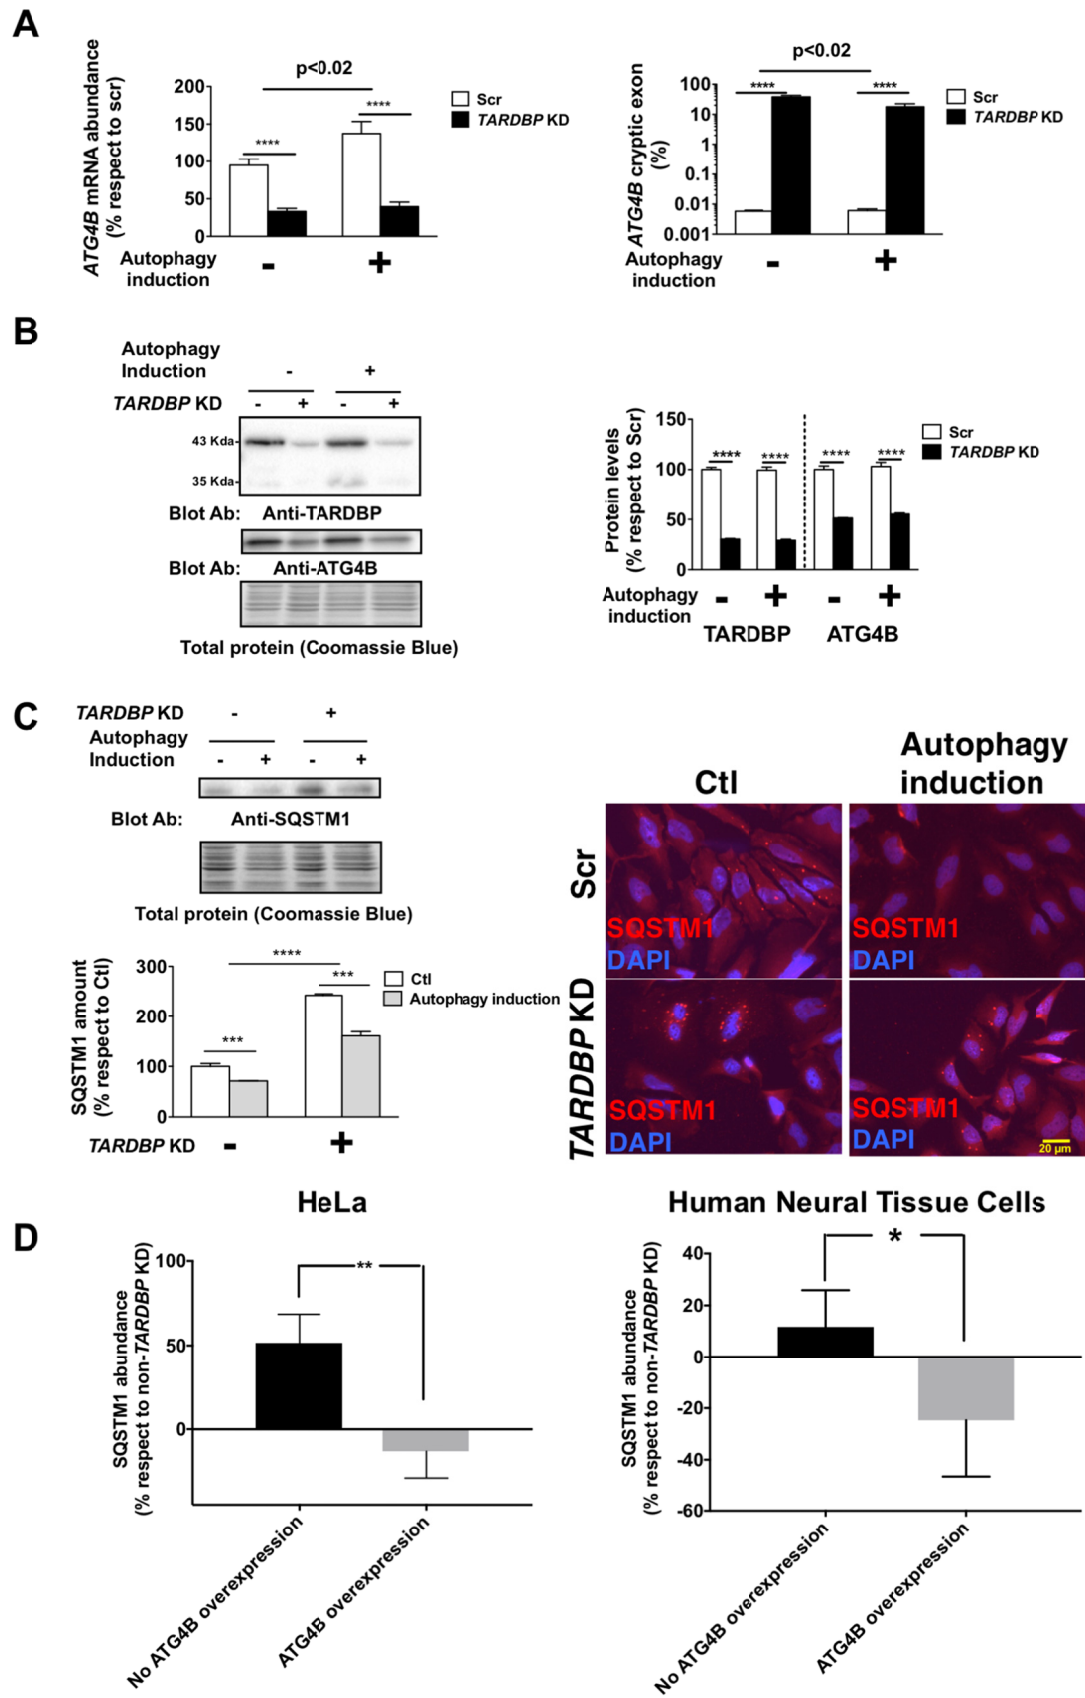 A
ATG4B mRNA abundance
(% respect to scr)
200
150
100
50
0
p<0.02
****
****
Scr
TARDBP KD
Autophagy
induction
-
+
ATG4B cryptic exon
(%)
100
10
1
0.1
0.01
0.001
p<0.02
****
****
Scr
TARDBP KD
Autophagy
induction
-
+
B
Autophagy
Induction
-
+
TARDBP KD
- + - +
43 Kda-
35 Kda-
Blot Ab: Anti-TARDBP
Blot Ab: Anti-ATG4B
Total protein (Coomassie Blue)
Protein levels
(% respect to Scr)
150
100
50
0
**** **** **** ****
Scr
TARDBP KD
Autophagy
induction
- + - +
TARDBP ATG4B
C
TARDBP KD - +
Autophagy
Induction - + - +
Blot Ab: Anti-SQSTM1
Total protein (Coomassie Blue)
SQSTM1 amount
(% respect to Ctl)
300
200
100
0
****
***
***
Ctl
Autophagy induction
TARDBP KD - +
Ctl
Autophagy
induction
Scr
SQSTM1
DAPI
SQSTM1
DAPI
TARDBP KD
SQSTM1
DAPI
SQSTM1
DAPI
20 µm
D
HeLa
SQSTM1 abundance
(% respect to non-TARDBP KD)
100
50
0
**
No ATG4B overexpression
ATG4B overexpression
Human Neural Tissue Cells
SQSTM1 abundance
(% respect to non-TARDBP KD)
40
20
0
-20
-40
-60
*
No ATG4B overexpression
ATG4B overexpression